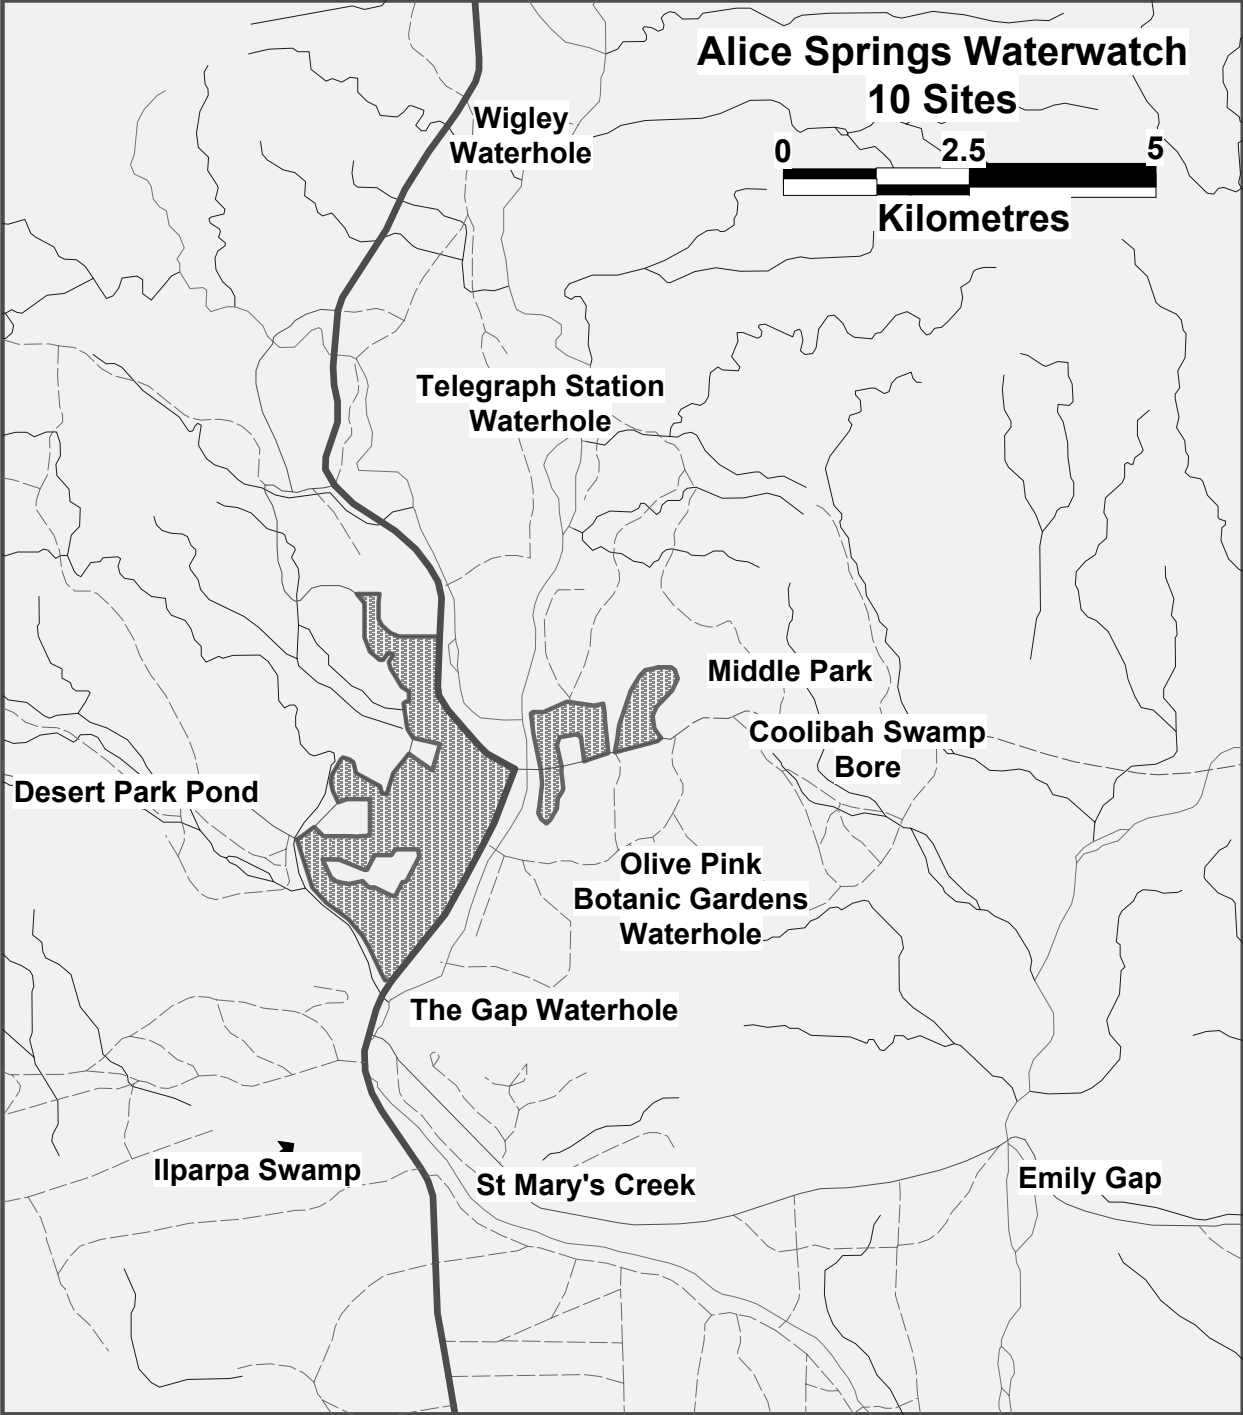 Alice Springs Waterwatch
10 Sites
0 2.5 5
Kilometres
Wigley
Waterhole
Telegraph Station
Waterhole
Middle Park
Coolibah Swamp
Bore
Desert Park Pond
Olive Pink
Botanic Gardens
Waterhole
The Gap Waterhole
Ilparpa Swamp
St Mary's Creek
Emily Gap